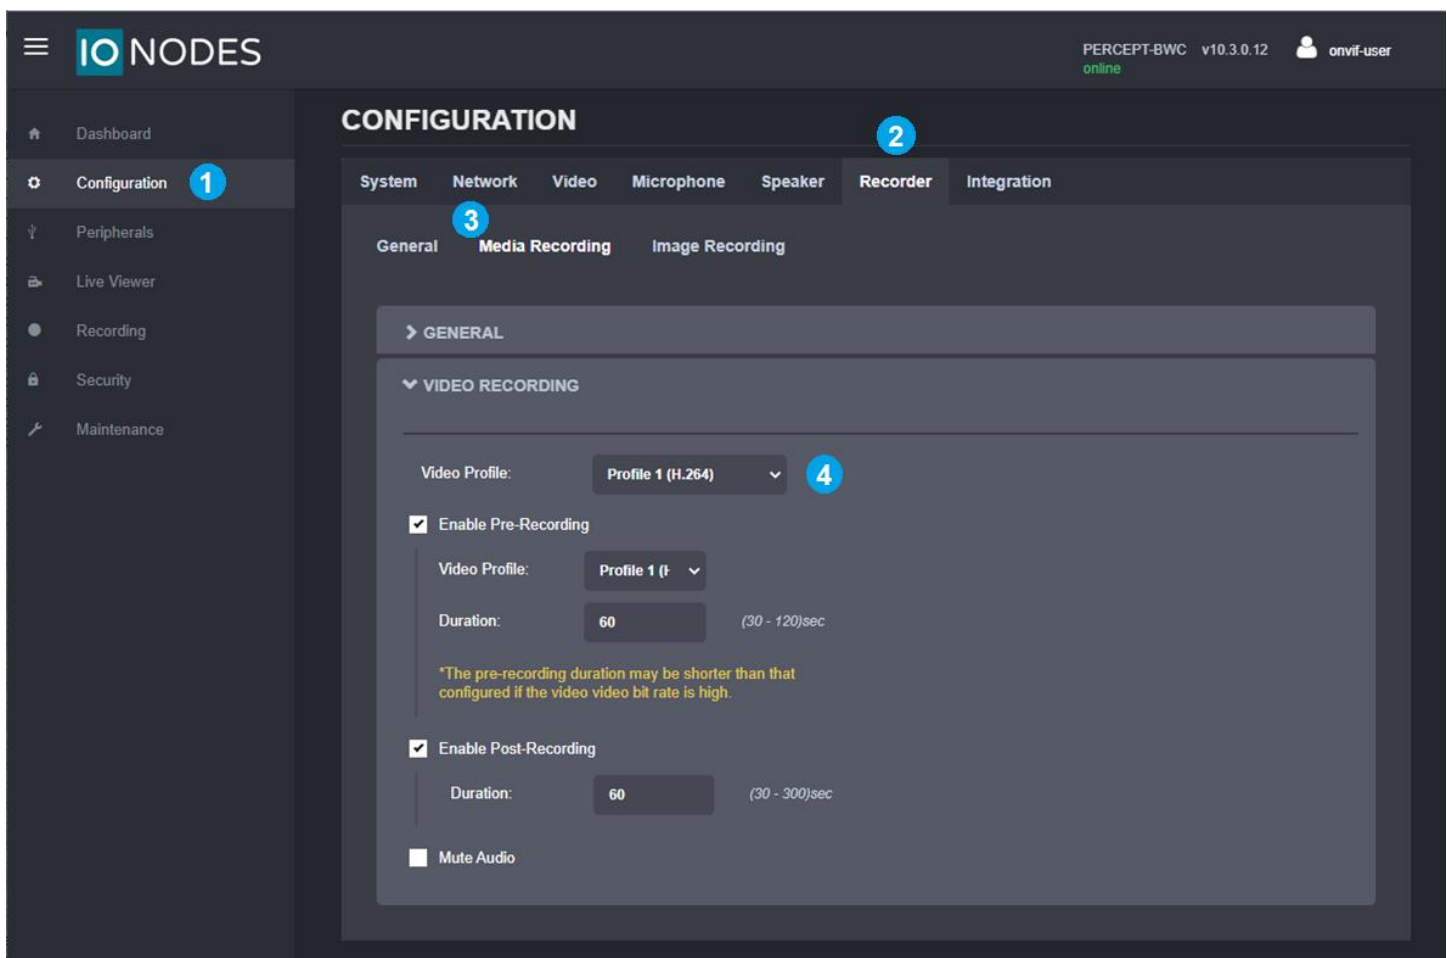 IONODES
PERCEPT-BWC v10.3.0.12
online
onvif-user
Dashboard
Configuration 1
Peripherals
Live Viewer
Recording
Security
Maintenance
CONFIGURATION
2
System Network Video Microphone Speaker Recorder Integration
3
General Media Recording Image Recording
GENERAL
VIDEO RECORDING
Video Profile: Profile 1 (H.264) 4
Enable Pre-Recording
Video Profile: Profile 1 (H
Duration: 60 (30 - 120)sec
*The pre-recording duration may be shorter than that
configured if the video video bit rate is high.
Enable Post-Recording
Duration: 60 (30 - 300)sec
Mute Audio